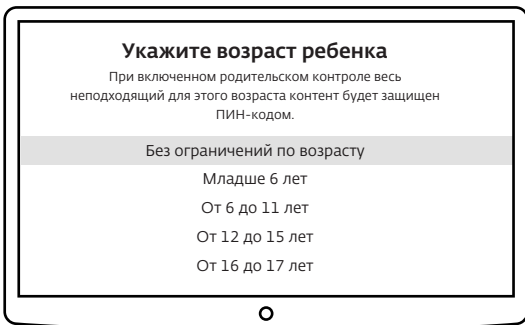 Укажите возраст ребенка
При включенном родительском контроле весь
неподходящий для этого возраста контент будет защищен
ПИН-кодом.
Без ограничений по возрасту
Младше 6 лет
От 6 до 11 лет
От 12 до 15 лет
От 16 до 17 лет